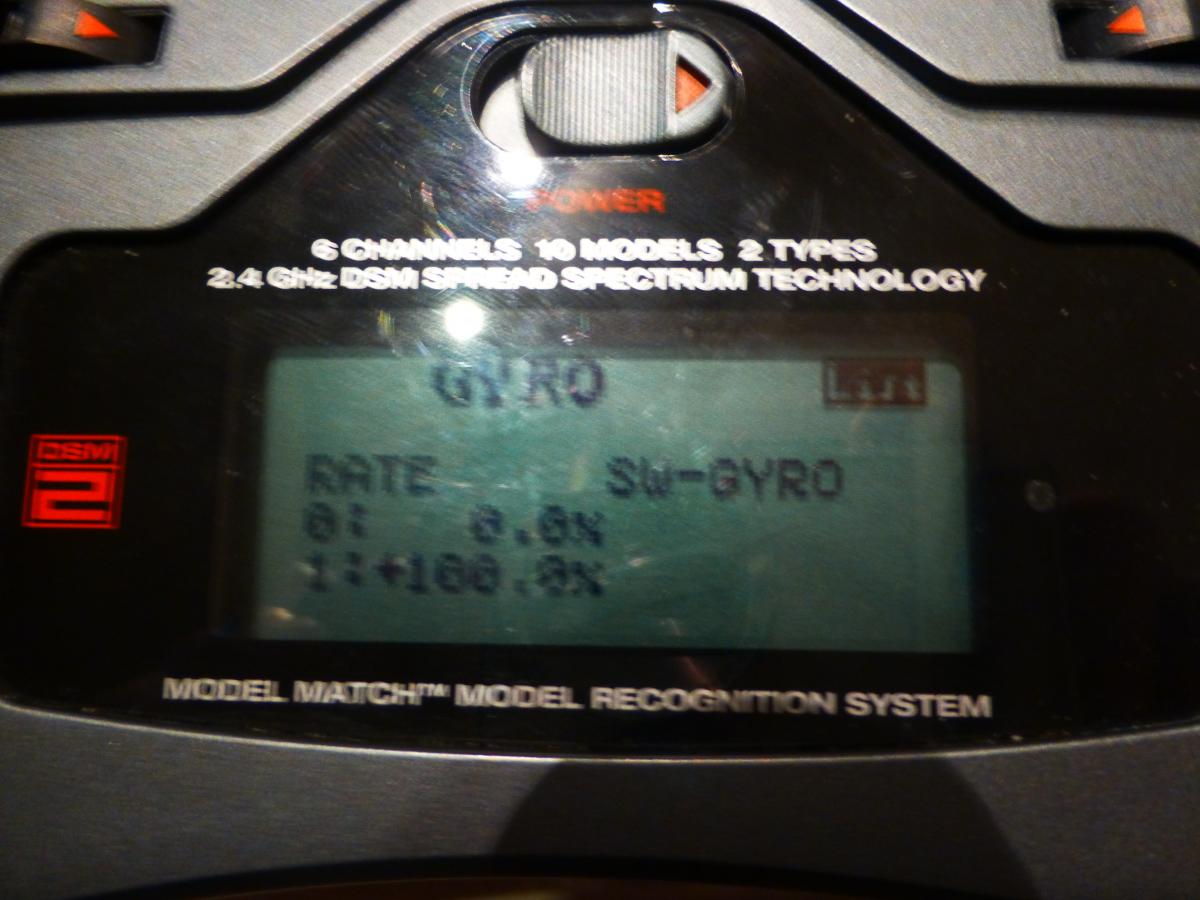 POWER
6 CHANNELS 10 MODELS 2 TYPES
2.4 GHz DSM SPREAD SPECTRUM TECHNOLOGY
GYRO List
DSM
2
RATE SW-GYRO
0: 0.0%
1:+100.0%
MODEL MATCH™ MODEL RECOGNITION SYSTEM